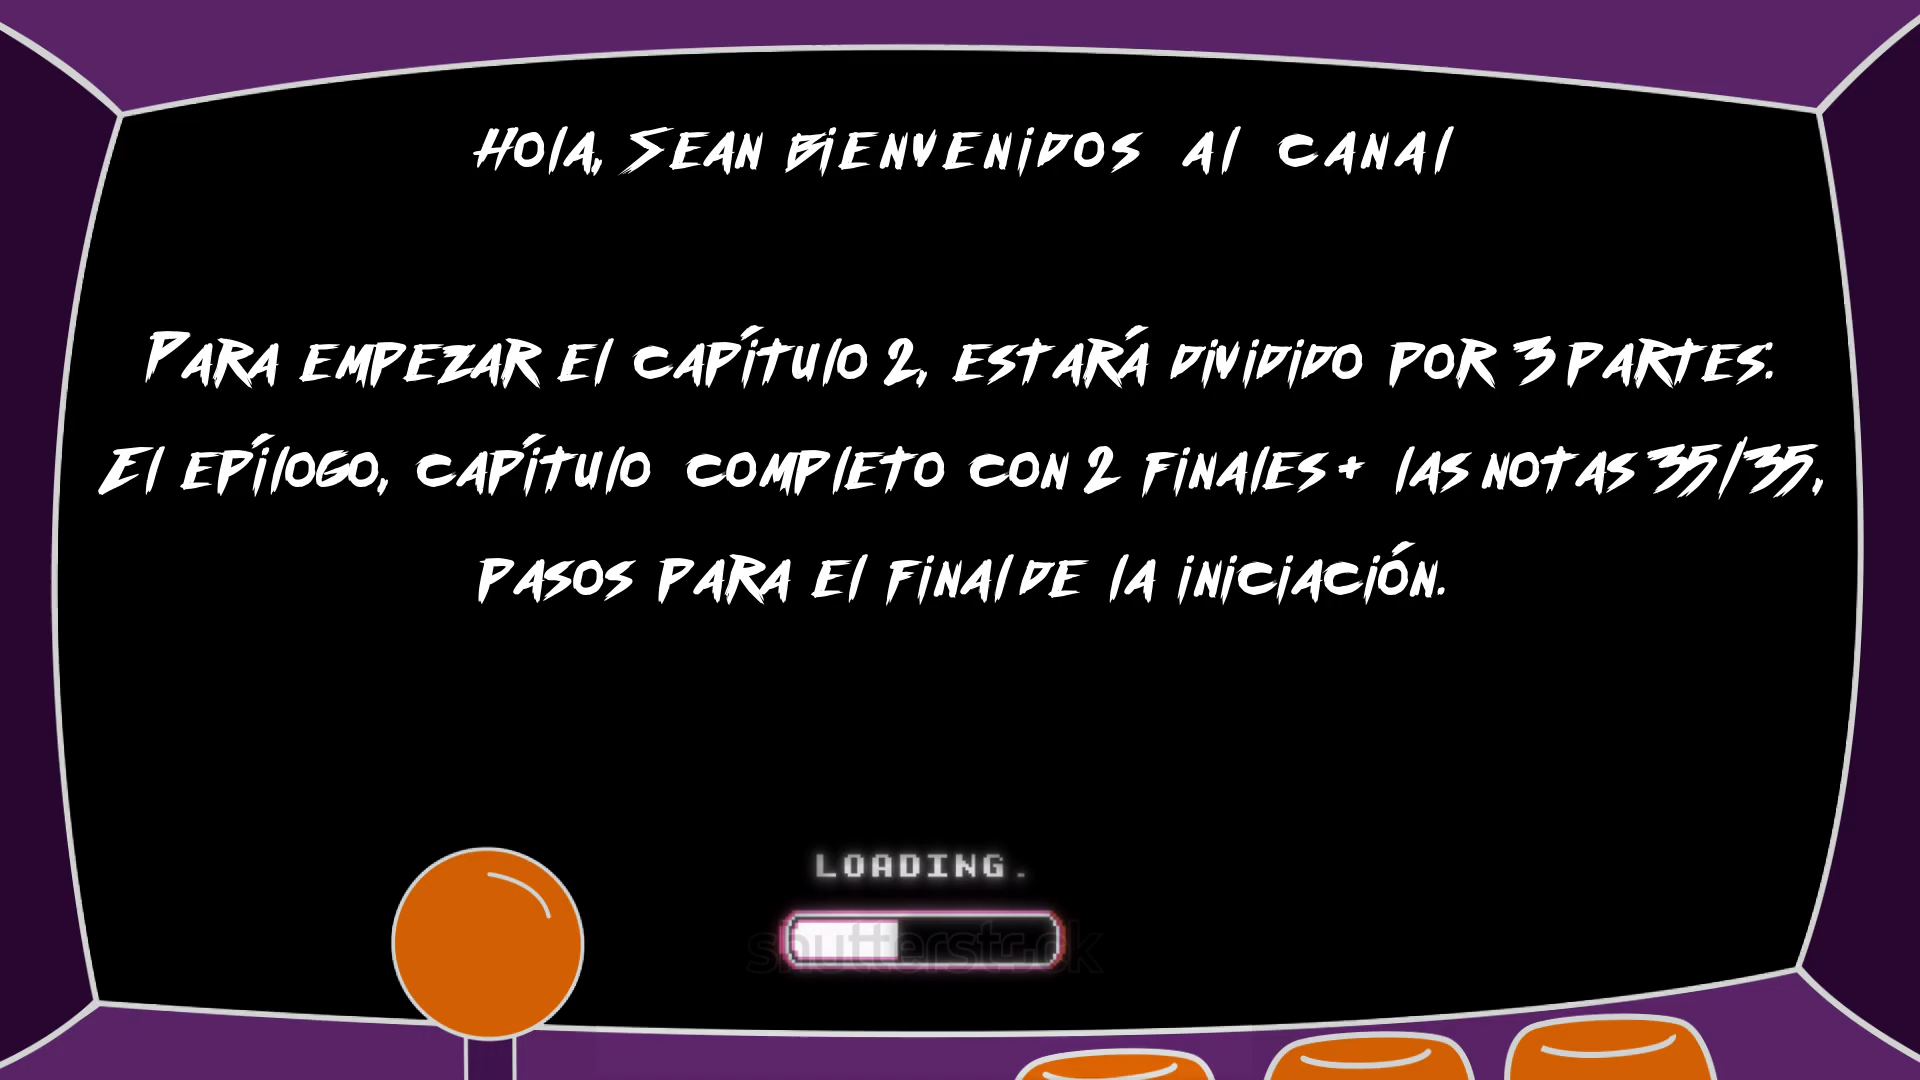 Hola, Sean Bienvenidos al canal
Para empezar el capítulo 2, estará dividido por 3 partes.
El epílogo, capítulo completo con 2 finales + las notas 35/35,
pasos para el final de la iniciación.
LOADING.
shutterstock